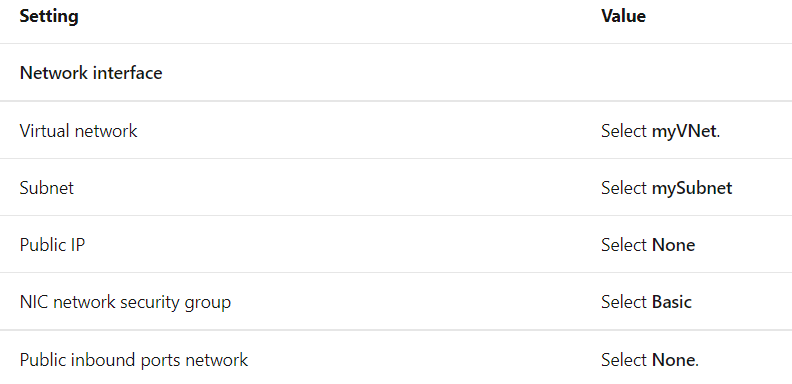 Setting Value
Network interface
Virtual network Select myVNet.
Subnet Select mySubnet
Public IP Select None
NIC network security group Select Basic
Public inbound ports network Select None.